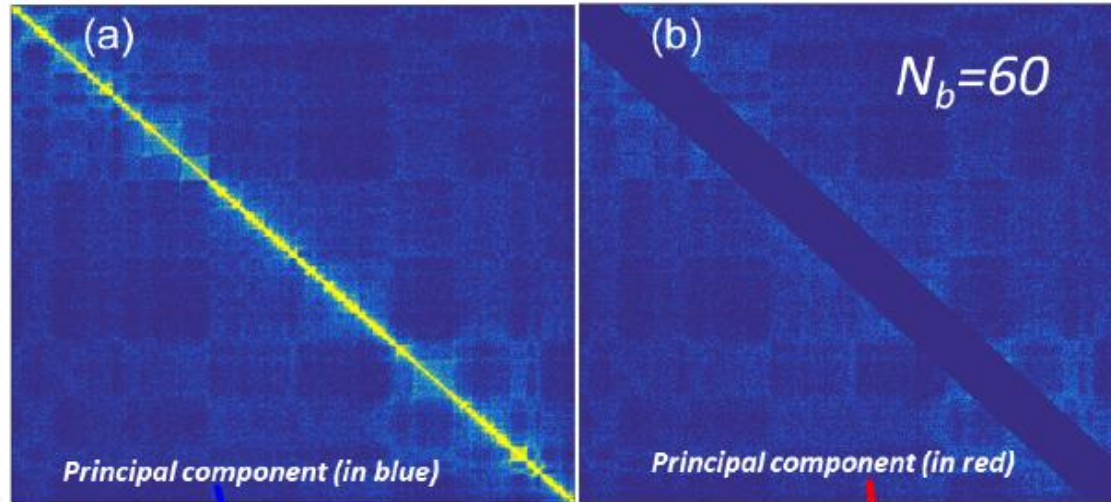 (a)
(b)
N_b=60
Principal component (in blue)
Principal component (in red)